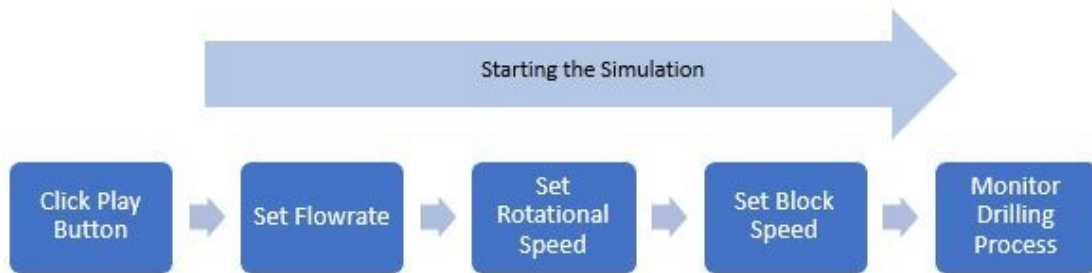 Starting the Simulation
Click Play
Button
Set Flowrate
Set
Rotational
Speed
Set Block
Speed
Monitor
Drilling
Process